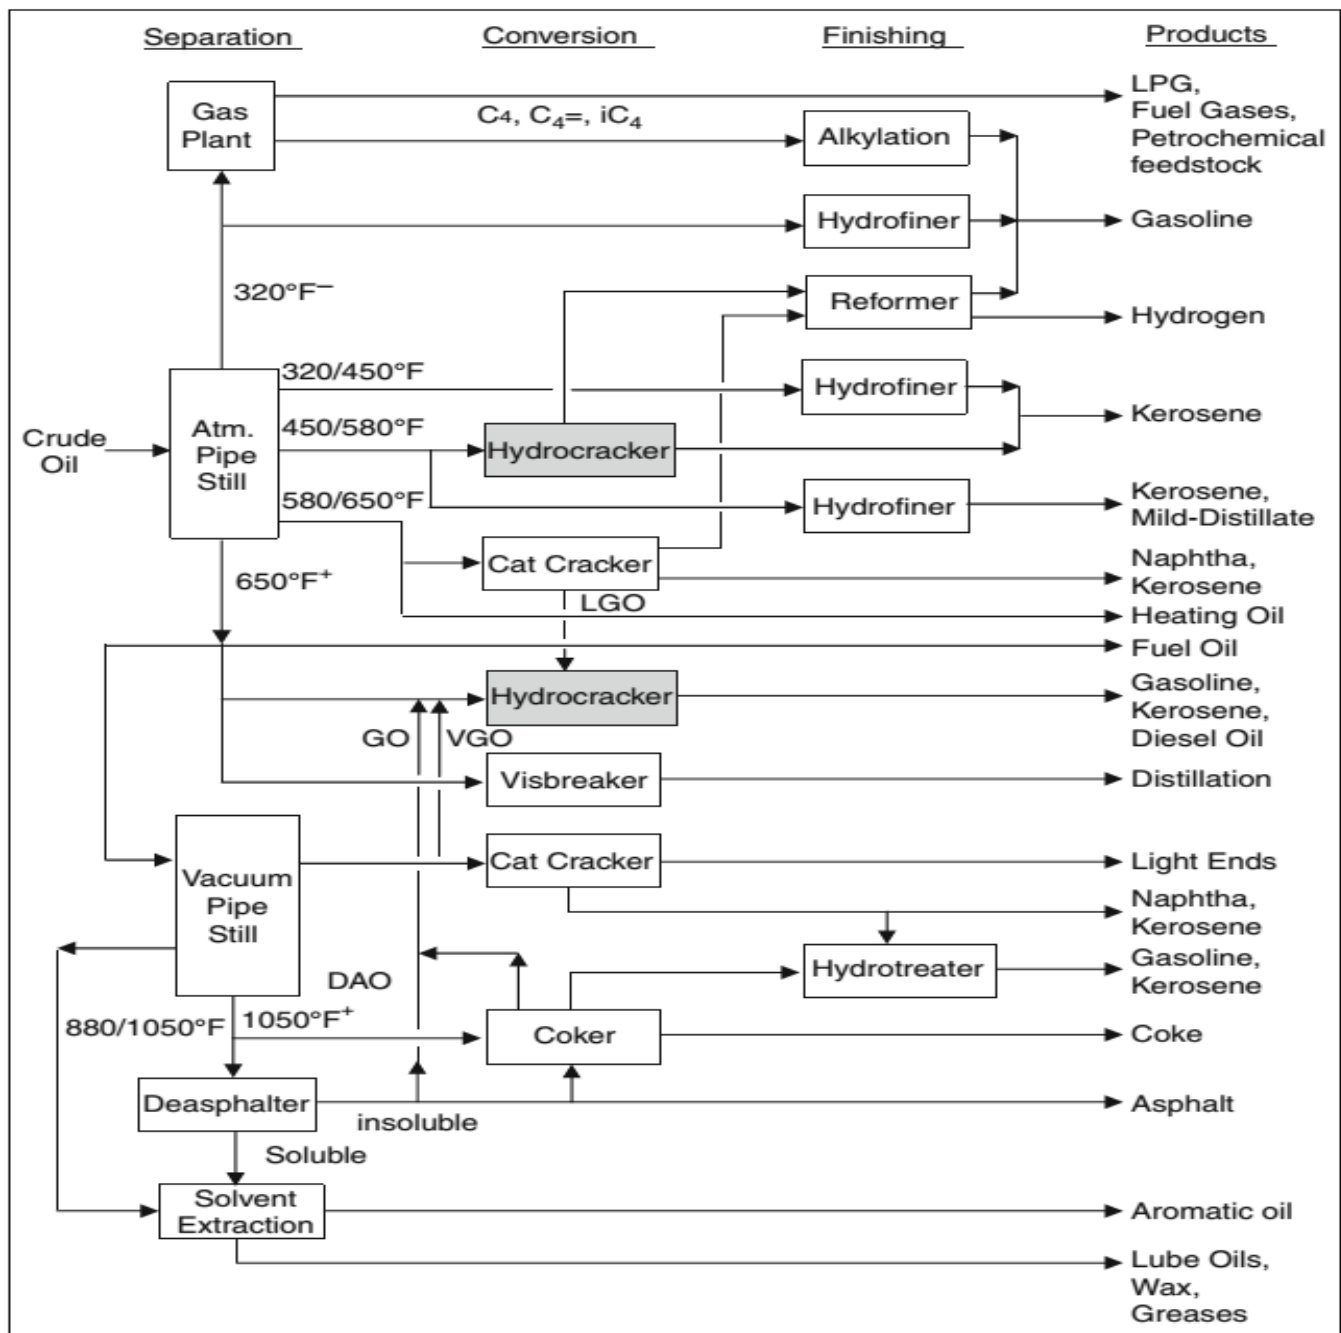 Separation
Conversion
Finishing
Products
Gas
Plant
C4, C4=, iC4
Alkylation
LPG,
Fuel Gases,
Petrochemical
feedstock
Hydrofiner
Gasoline
320°F–
Reformer
Hydrogen
320/450°F
Hydrofiner
Kerosene
Crude
Oil
Atm.
Pipe
Still
450/580°F
Hydrocracker
580/650°F
Hydrofiner
Kerosene,
Mild-Distillate
650°F+
Cat Cracker
Naphtha,
Kerosene
LGO
Heating Oil
Fuel Oil
Hydrocracker
Gasoline,
Kerosene,
Diesel Oil
GO
VGO
Visbreaker
Distillation
Vacuum
Pipe
Still
Cat Cracker
Light Ends
Naphtha,
Kerosene
Hydrotreater
Gasoline,
Kerosene
DAO
880/1050°F
1050°F+
Coker
Coke
Deasphalter
insoluble
Asphalt
Soluble
Solvent
Extraction
Aromatic oil
Lube Oils,
Wax,
Greases